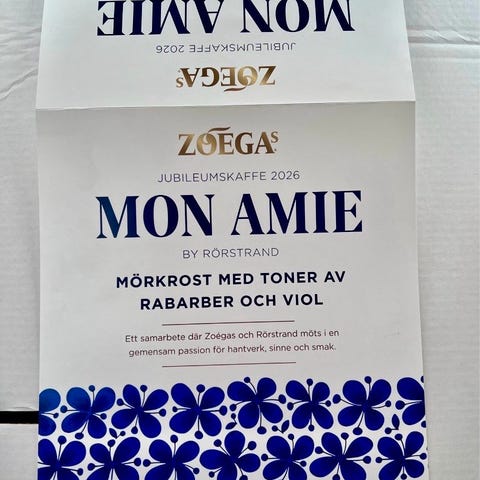 MON AMIE
JUBILEUMSKAFFE 2026
ZOÉGAs
ZOÉGAs
JUBILEUMSKAFFE 2026
MON AMIE
BY RÖRSTRAND
MÖRKROST MED TONER AV
RABARBER OCH VIOL
Ett samarbete där Zoégas och Rörstrand möts i en
gemensam passion för hantverk, sinne och smak.